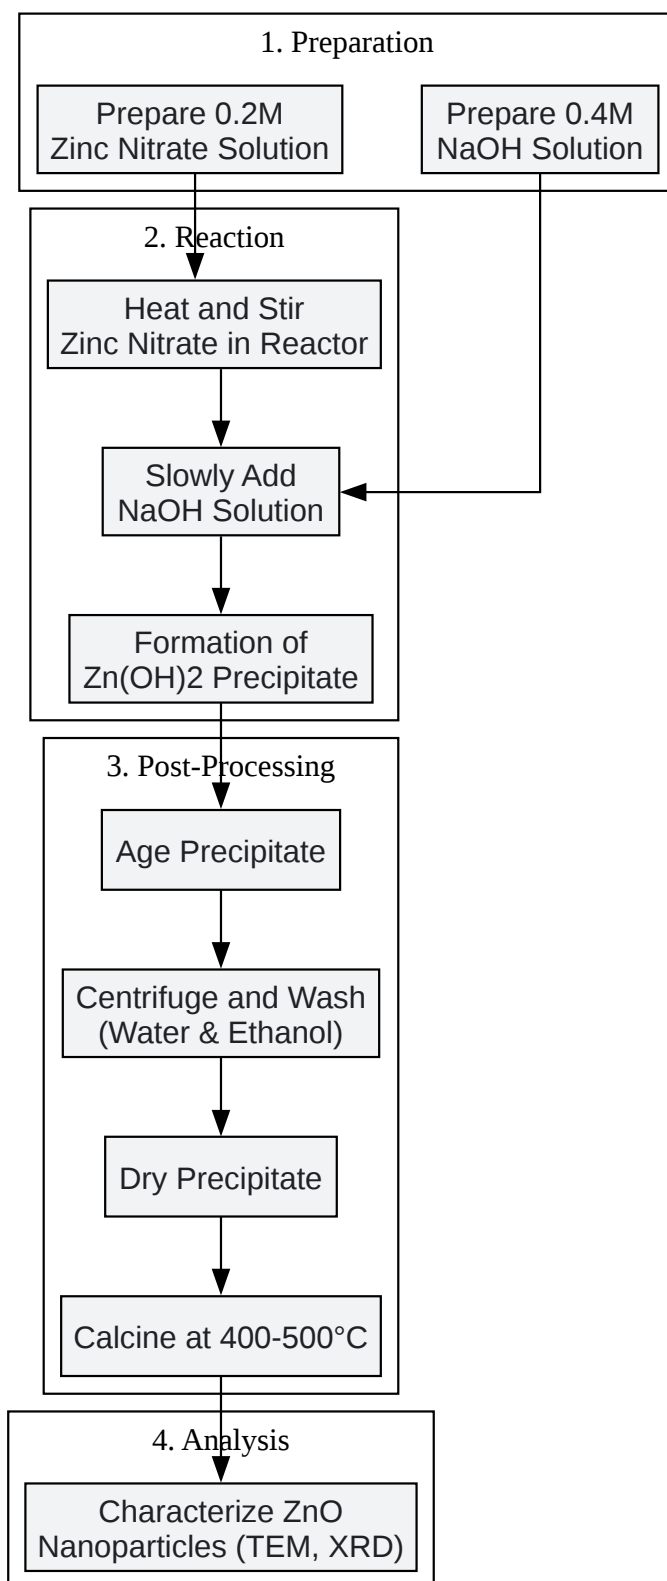 1. Preparation
Prepare 0.2M
Zinc Nitrate Solution
Prepare 0.4M
NaOH Solution
2. Reaction
Heat and Stir
Zinc Nitrate in Reactor
Slowly Add
NaOH Solution
Formation of
Zn(OH)2 Precipitate
3. Post-Processing
Age Precipitate
Centrifuge and Wash
(Water & Ethanol)
Dry Precipitate
Calcine at 400-500°C
4. Analysis
Characterize ZnO
Nanoparticles (TEM, XRD)